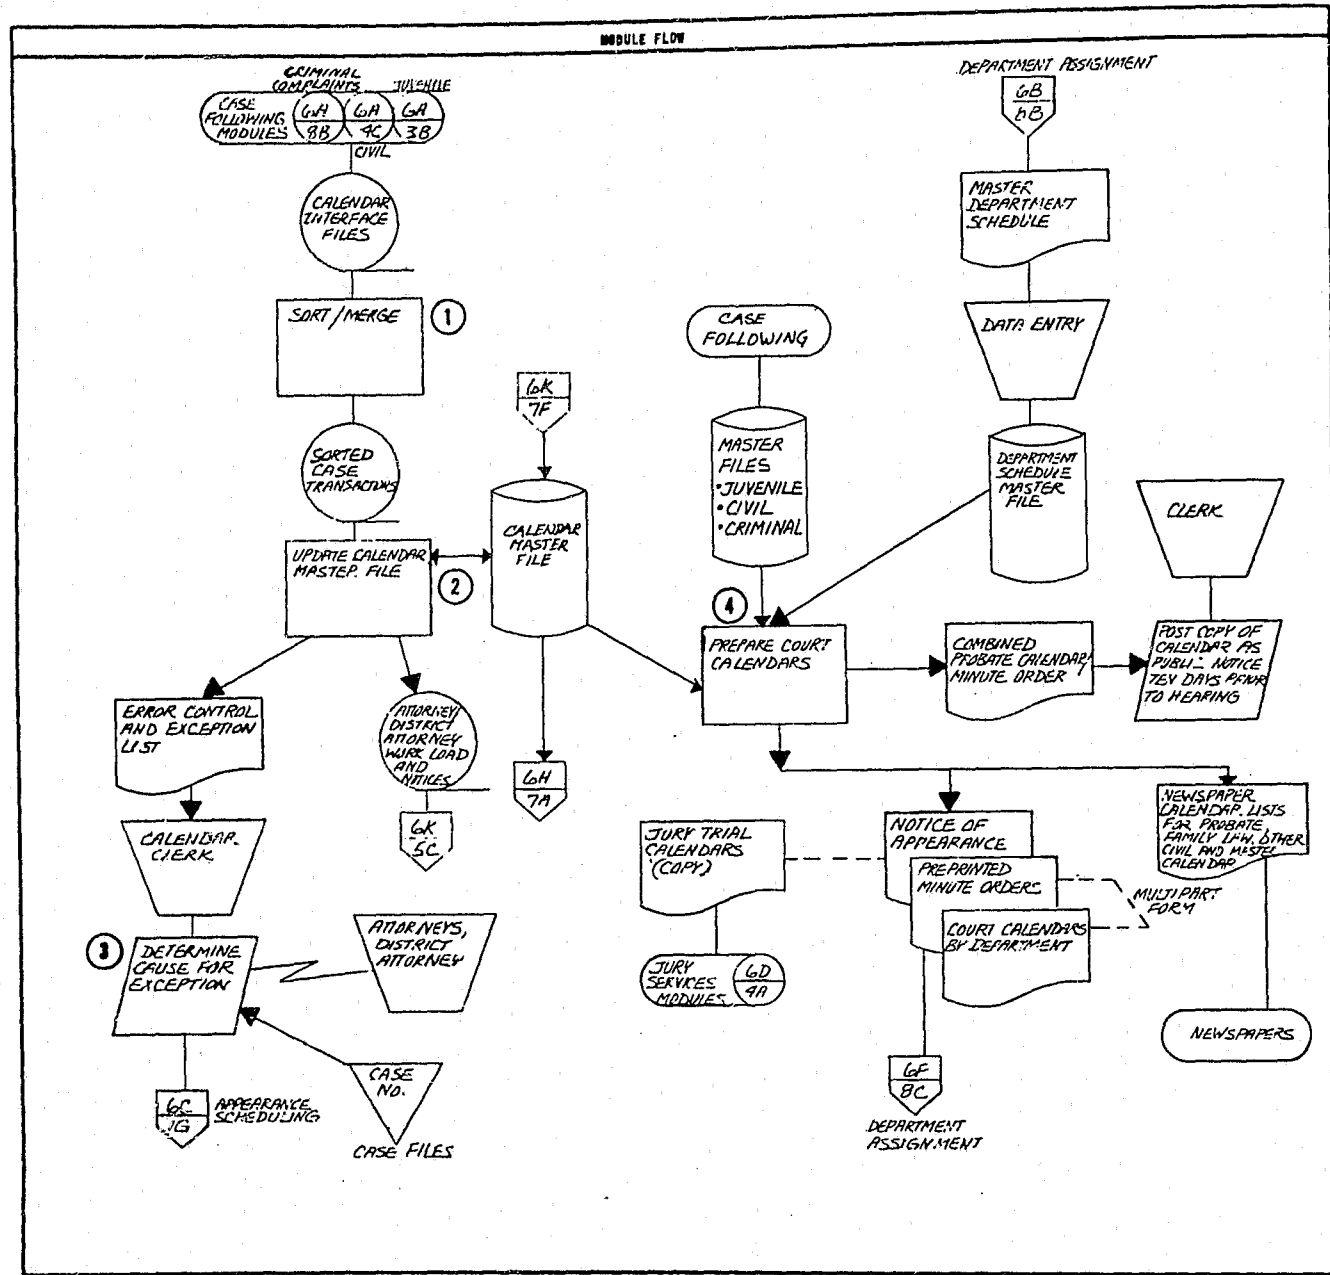 MODULE FLOW
CRIMINAL
COMPLAINTS
JUVENILE
CASE
FOLLOWING
MODULES
6A
8B
6A
4C
6A
3B
CIVIL
CALENDAR
INTERFACE
FILES
SORT/MERGE
1
SORTED
CASE
TRANSACTIONS
UPDATE CALENDAR
MASTER FILE
2
6K
7F
CALENDAR
MASTER
FILE
6H
7A
ERROR CONTROL
AND EXCEPTION
LIST
ATTORNEY/
DISTRICT
ATTORNEY
WORK LOAD
AND
NOTICES
6K
5C
CALENDAR
CLERK
3
DETERMINE
CAUSE FOR
EXCEPTION
ATTORNEYS,
DISTRICT
ATTORNEY
6C
1G
APPEARANCE
SCHEDULING
CASE
NO.
CASE FILES
DEPARTMENT ASSIGNMENT
6B
MASTER
DEPARTMENT
SCHEDULE
DATA ENTRY
DEPARTMENT
SCHEDULE
MASTER
FILE
CASE
FOLLOWING
MASTER
FILES
•JUVENILE
•CIVIL
•CRIMINAL
4
PREPARE COURT
CALENDARS
COMBINED
PROBATE CALENDAR/
MINUTE ORDER
CLERK
POST COPY OF
CALENDAR AS
PUBLIC NOTICE
TEN DAYS PRIOR
TO HEARING
JURY TRIAL
CALENDARS
(COPY)
JURY
SERVICES
MODULES
6D
4A
NOTICE OF
APPEARANCE
PREPRINTED
MINUTE ORDERS
COURT CALENDARS
BY DEPARTMENT
MULTIPART
FORM
6F
8C
DEPARTMENT
ASSIGNMENT
NEWSPAPER
CALENDAR LISTS
FOR PROBATE
FAMILY LAW, OTHER
CIVIL AND MASTER
CALENDAR
NEWSPAPERS